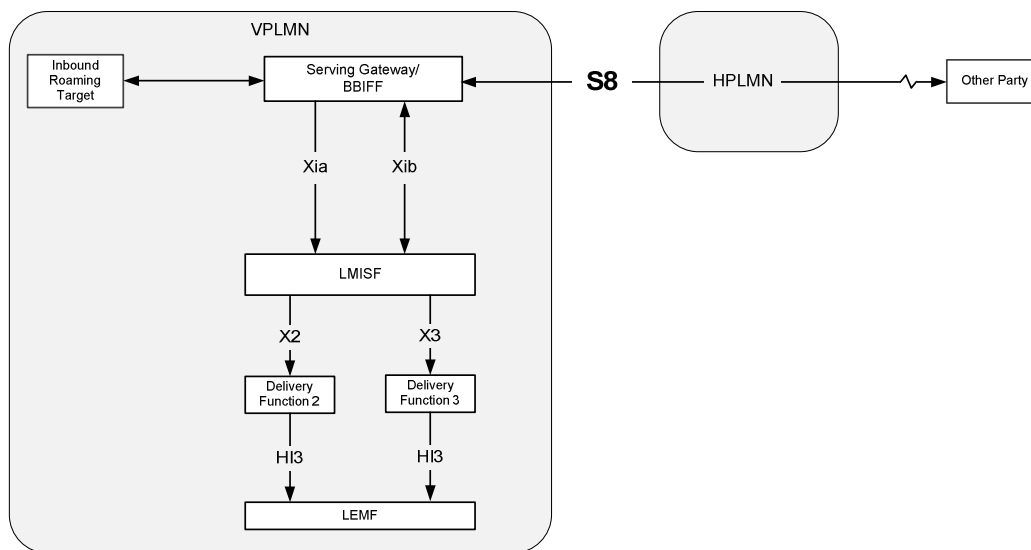 VPLMN
Inbound
Roaming
Target
Serving Gateway/
BBIFF
S8
HPLMN
Other Party
Xia
Xib
LMISF
X2
X3
Delivery
Function 2
Delivery
Function 3
HI3
HI3
LEMF